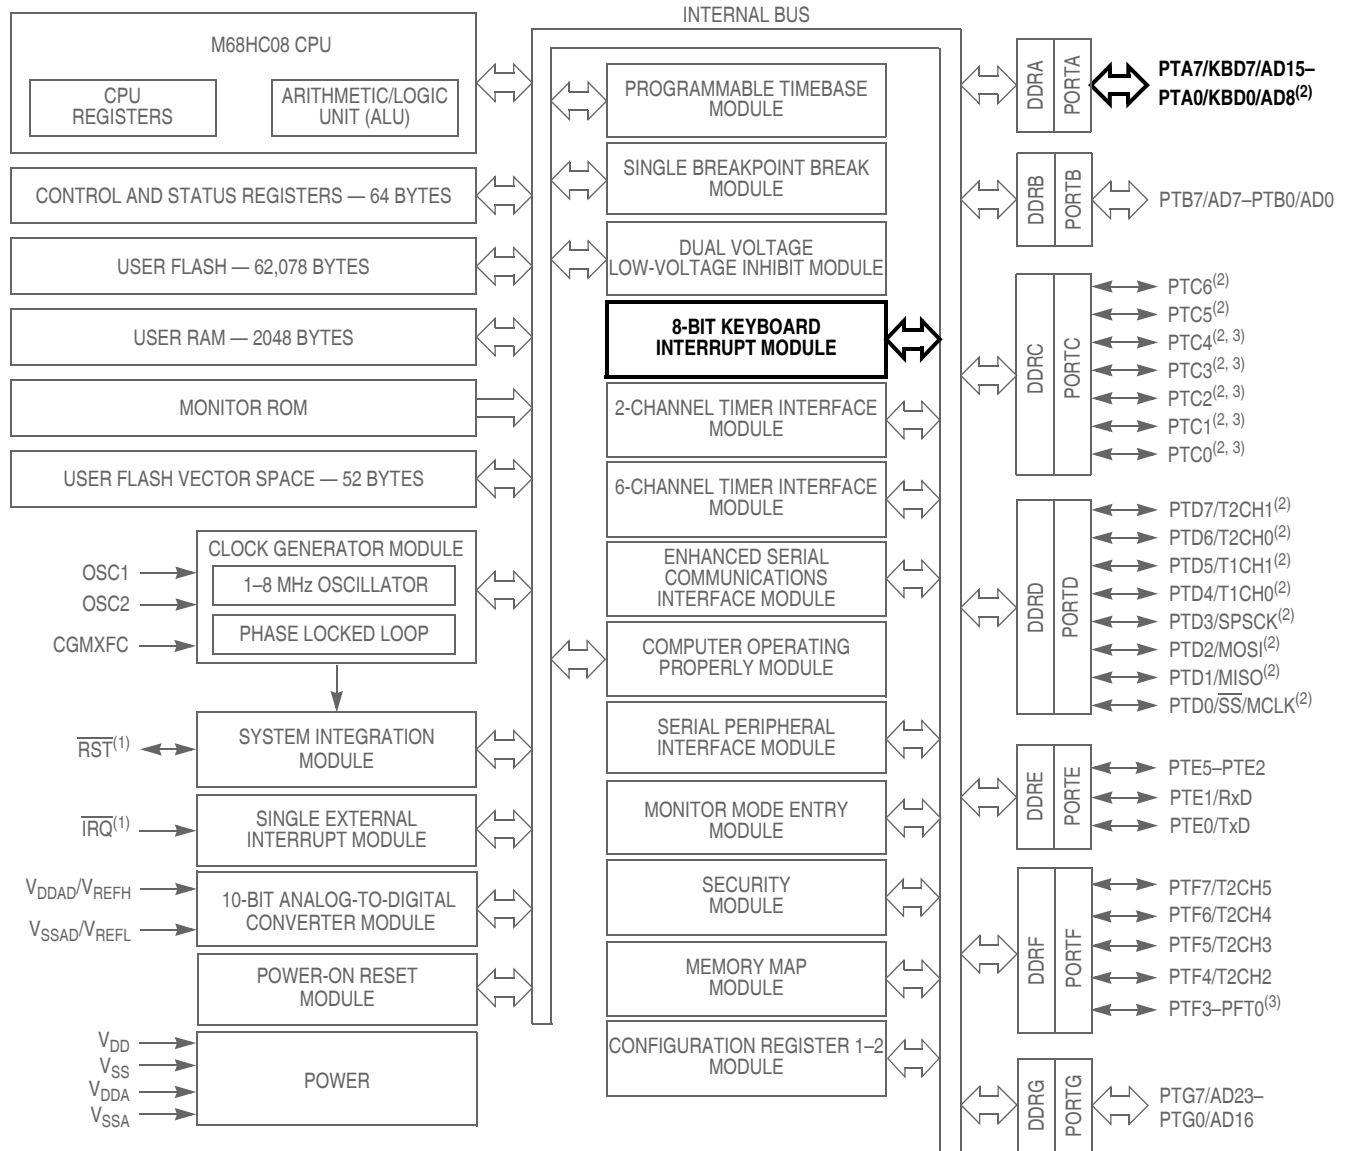 INTERNAL BUS
M68HC08 CPU
CPU
REGISTERS
ARITHMETIC/LOGIC
UNIT (ALU)
CONTROL AND STATUS REGISTERS — 64 BYTES
USER FLASH — 62,078 BYTES
USER RAM — 2048 BYTES
MONITOR ROM
USER FLASH VECTOR SPACE — 52 BYTES
CLOCK GENERATOR MODULE
1–8 MHz OSCILLATOR
PHASE LOCKED LOOP
OSC1
OSC2
CGMXFC
SYSTEM INTEGRATION
MODULE
RST(1)
SINGLE EXTERNAL
INTERRUPT MODULE
IRQ(1)
10-BIT ANALOG-TO-DIGITAL
CONVERTER MODULE
VDDAD/VREFH
VSSAD/VREFL
POWER-ON RESET
MODULE
POWER
VDD
VSS
VDDA
VSSA
PROGRAMMABLE TIMEBASE
MODULE
SINGLE BREAKPOINT BREAK
MODULE
DUAL VOLTAGE
LOW-VOLTAGE INHIBIT MODULE
8-BIT KEYBOARD
INTERRUPT MODULE
2-CHANNEL TIMER INTERFACE
MODULE
6-CHANNEL TIMER INTERFACE
MODULE
ENHANCED SERIAL
COMMUNICATIONS
INTERFACE MODULE
COMPUTER OPERATING
PROPERLY MODULE
SERIAL PERIPHERAL
INTERFACE MODULE
MONITOR MODE ENTRY
MODULE
SECURITY
MODULE
MEMORY MAP
MODULE
CONFIGURATION REGISTER 1–2
MODULE
DDRA
PORTA
PTA7/KBD7/AD15–
PTA0/KBD0/AD8(2)
DDRB
PORTB
PTB7/AD7–PTB0/AD0
DDRC
PORTC
PTC6(2)
PTC5(2)
PTC4(2, 3)
PTC3(2, 3)
PTC2(2, 3)
PTC1(2, 3)
PTC0(2, 3)
DDRD
PORTD
PTD7/T2CH1(2)
PTD6/T2CH0(2)
PTD5/T1CH1(2)
PTD4/T1CH0(2)
PTD3/SPSCK(2)
PTD2/MOSI(2)
PTD1/MISO(2)
PTD0/SS/MCLK(2)
DDRE
PORTE
PTE5–PTE2
PTE1/RxD
PTE0/TxD
DDRF
PORTF
PTF7/T2CH5
PTF6/T2CH4
PTF5/T2CH3
PTF4/T2CH2
PTF3–PFT0(3)
DDRG
PORTG
PTG7/AD23–
PTG0/AD16